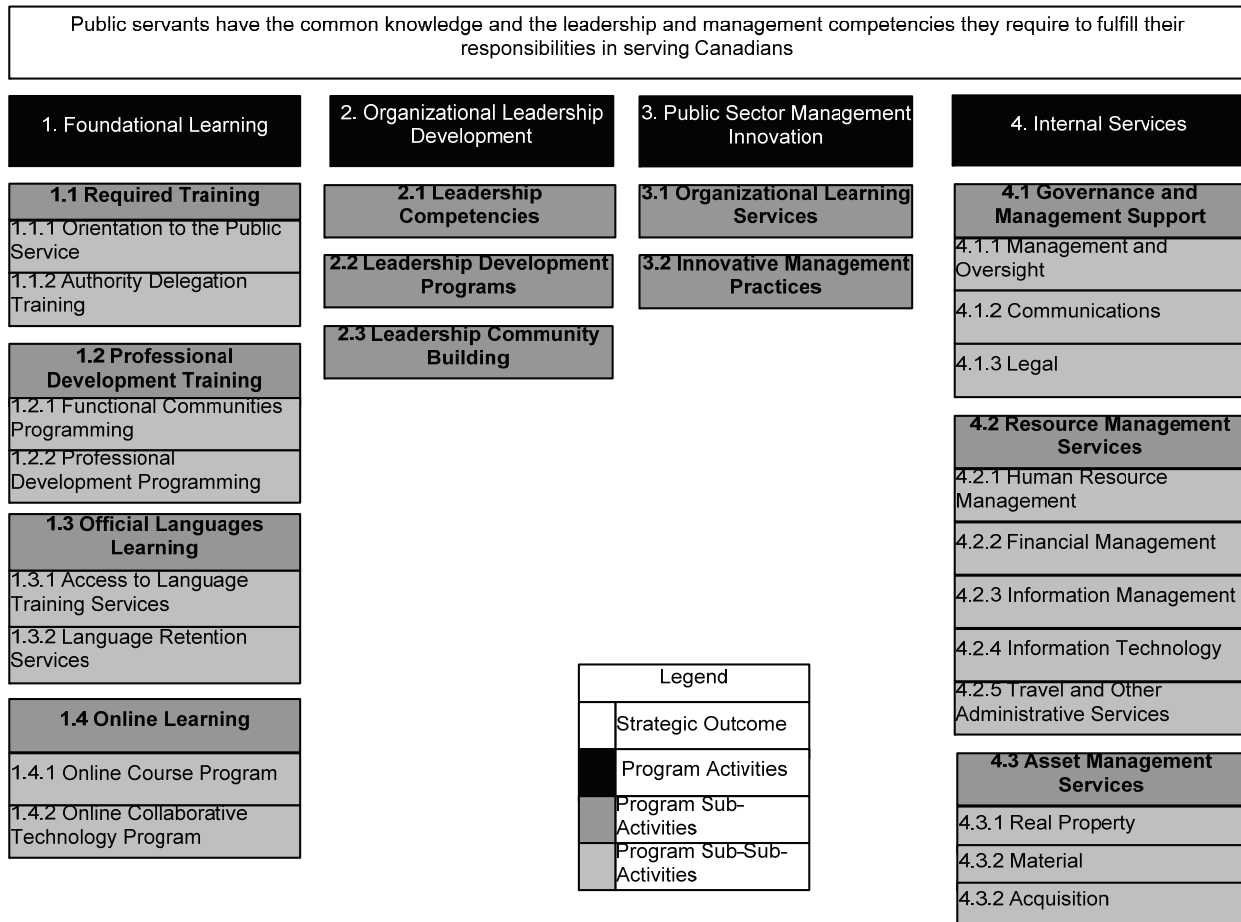 Public servants have the common knowledge and the leadership and management competencies they require to fulfill their
responsibilities in serving Canadians
1. Foundational Learning
1.1 Required Training
1.1.1 Orientation to the Public
Service
1.1.2 Authority Delegation
Training
1.2 Professional
Development Training
1.2.1 Functional Communities
Programming
1.2.2 Professional
Development Programming
1.3 Official Languages
Learning
1.3.1 Access to Language
Training Services
1.3.2 Language Retention
Services
1.4 Online Learning
1.4.1 Online Course Program
1.4.2 Online Collaborative
Technology Program
2. Organizational Leadership
Development
2.1 Leadership
Competencies
2.2 Leadership Development
Programs
2.3 Leadership Community
Building
3. Public Sector Management
Innovation
3.1 Organizational Learning
Services
3.2 Innovative Management
Practices
4. Internal Services
4.1 Governance and
Management Support
4.1.1 Management and
Oversight
4.1.2 Communications
4.1.3 Legal
4.2 Resource Management
Services
4.2.1 Human Resource
Management
4.2.2 Financial Management
4.2.3 Information Management
4.2.4 Information Technology
4.2.5 Travel and Other
Administrative Services
4.3 Asset Management
Services
4.3.1 Real Property
4.3.2 Material
4.3.2 Acquisition
Legend
Strategic Outcome
Program Activities
Program Sub-
Activities
Program Sub-Sub-
Activities